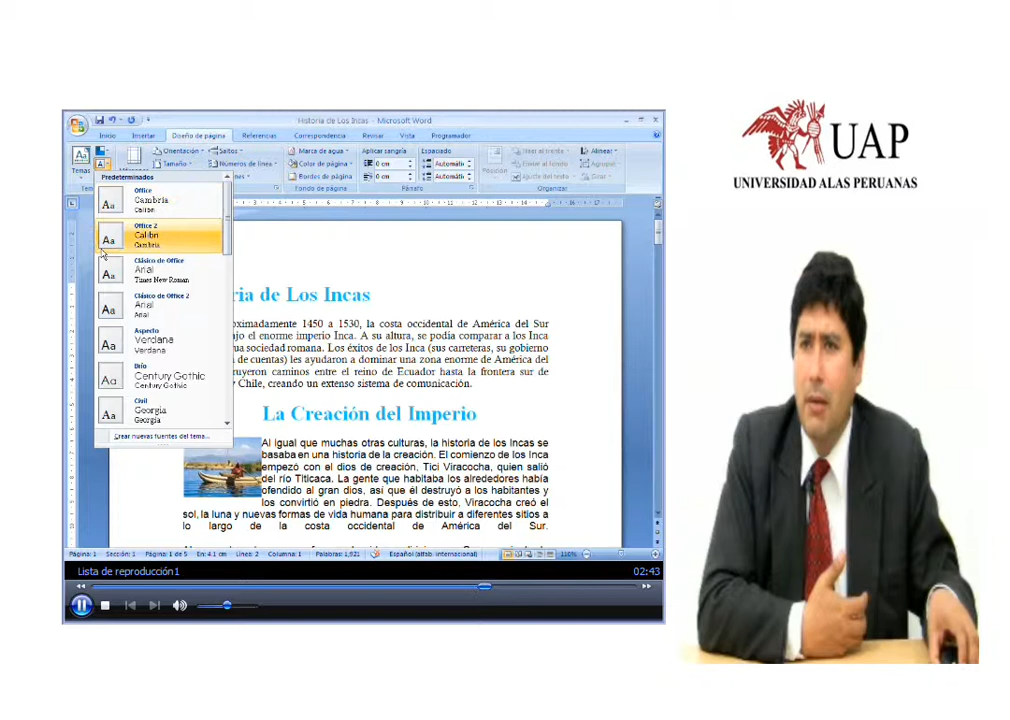 Historia de Los Incas - Microsoft Word
Inicio Insertar Diseño de página Referencias Correspondencia Revisar Vista Programador
Temas
Orientación
Saltos
Marca de agua
Aplicar sangría
Espaciado
Traer al frente
Alinear
Tamaño
Números de línea
Color de página
0 cm
Automáti
Enviar al fondo
Agrupar
Bordes de página
0 cm
Automáti
Posición
Ajuste del texto
Girar
Fondo de página
Párrafo
Organizar
Predeterminados
Office
Cambria
Calibri
Office 2
Calibri
Cambria
Clásico de Office
Arial
Times New Roman
Clásico de Office 2
Arial
Arial
Aspecto
Verdana
Verdana
Brío
Century Gothic
Century Gothic
Civil
Georgia
Georgia
Crear nuevas fuentes del tema...
ria de Los Incas
oximadamente 1450 a 1530, la costa occidental de América del Sur
ajo el enorme imperio Inca. A su altura, se podía comparar a los Inca
ua sociedad romana. Los éxitos de los Inca (sus carreteras, su gobierno
de cuentas) les ayudaron a dominar una zona enorme de América del
ruyeron caminos entre el reino de Ecuador hasta la frontera sur de
y Chile, creando un extenso sistema de comunicación.
La Creación del Imperio
Al igual que muchas otras culturas, la historia de los Incas se
basaba en una historia de la creación. El comienzo de los Inca
empezó con el dios de creación, Tici Viracocha, quien salió
del río Titicaca. La gente que habitaba los alrededores había
ofendido al gran dios, así que él destruyó a los habitantes y
los convirtió en piedra. Después de esto, Viracocha creó el
sol, la luna y nuevas formas de vida humana para distribuir a diferentes sitios a
lo largo de la costa occidental de América del Sur.
Página: 1 Sección: 1 Página: 1 de 5 En: 4.1 cm Línea: 2 Columna: 1 Palabras: 1,921 Español (alfab. internacional) 110%
Lista de reproducción1 02:43
UAP
UNIVERSIDAD ALAS PERUANAS